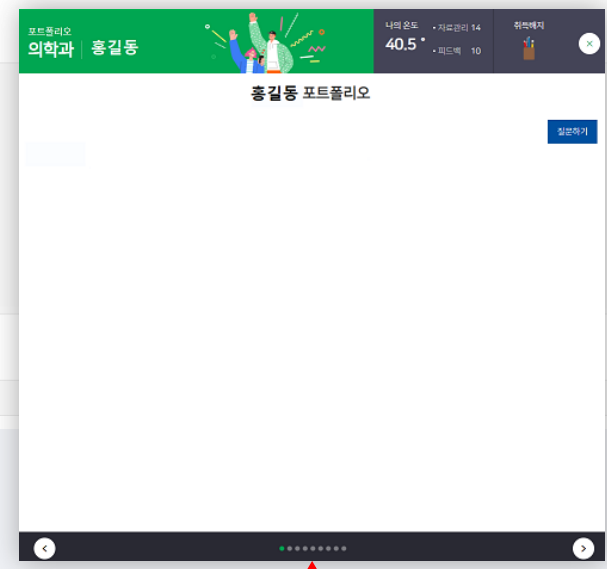 포트폴리오
의학과 홍길동
나의 온도
40.5°
• 자료관리 14
• 피드백 10
취득배지
홍길동 포트폴리오
질문하기